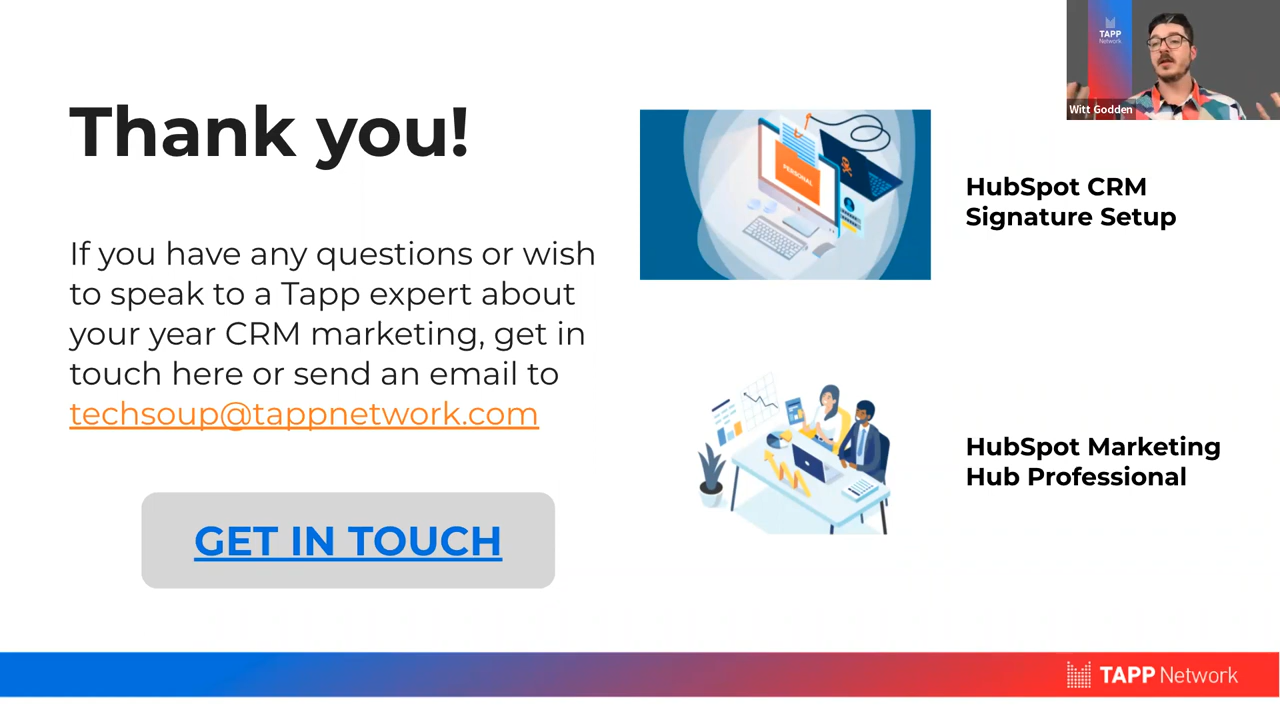 Thank you!
If you have any questions or wish
to speak to a Tapp expert about
your year CRM marketing, get in
touch here or send an email to
techsoup@tappnetwork.com
GET IN TOUCH
PERSONAL
HubSpot CRM
Signature Setup
HubSpot Marketing
Hub Professional
TAPP
Network
Witt Godden
TAPP Network